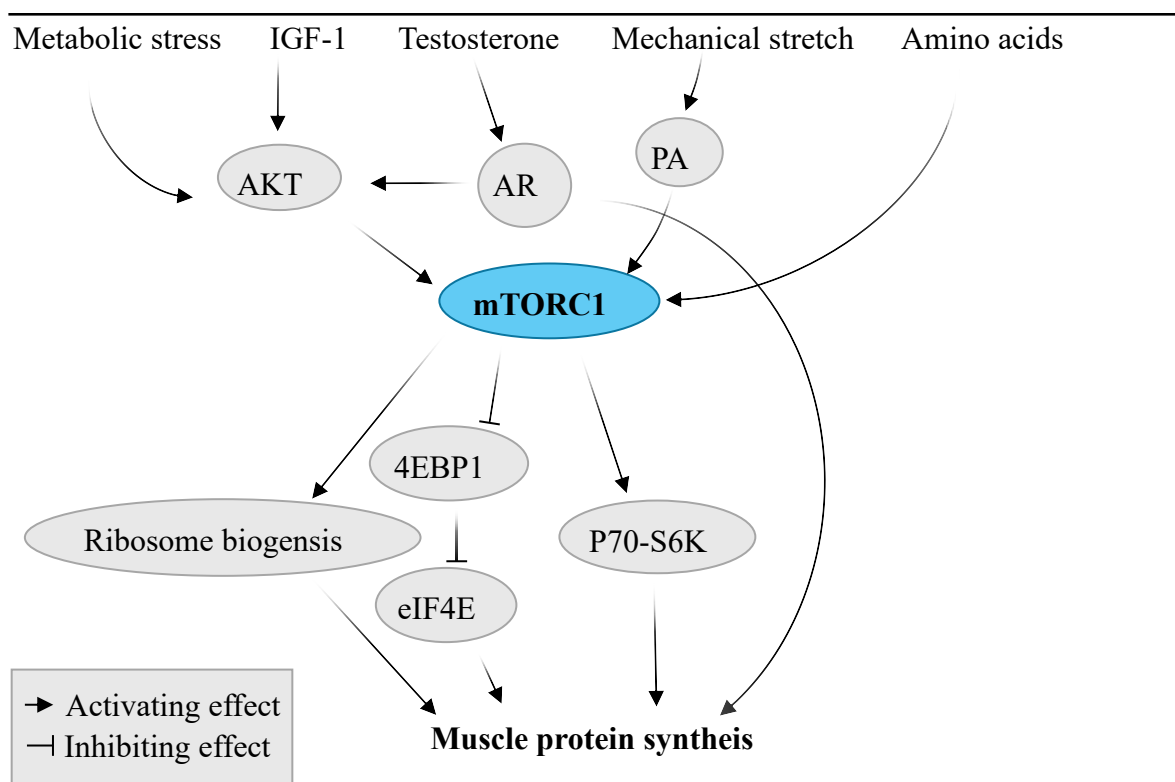 Metabolic stress IGF-1 Testosterone Mechanical stretch Amino acids
AKT AR PA
mTORC1
4EBP1
Ribosome biogensis P70-S6K
eIF4E
Activating effect
Inhibiting effect
Muscle protein syntheis